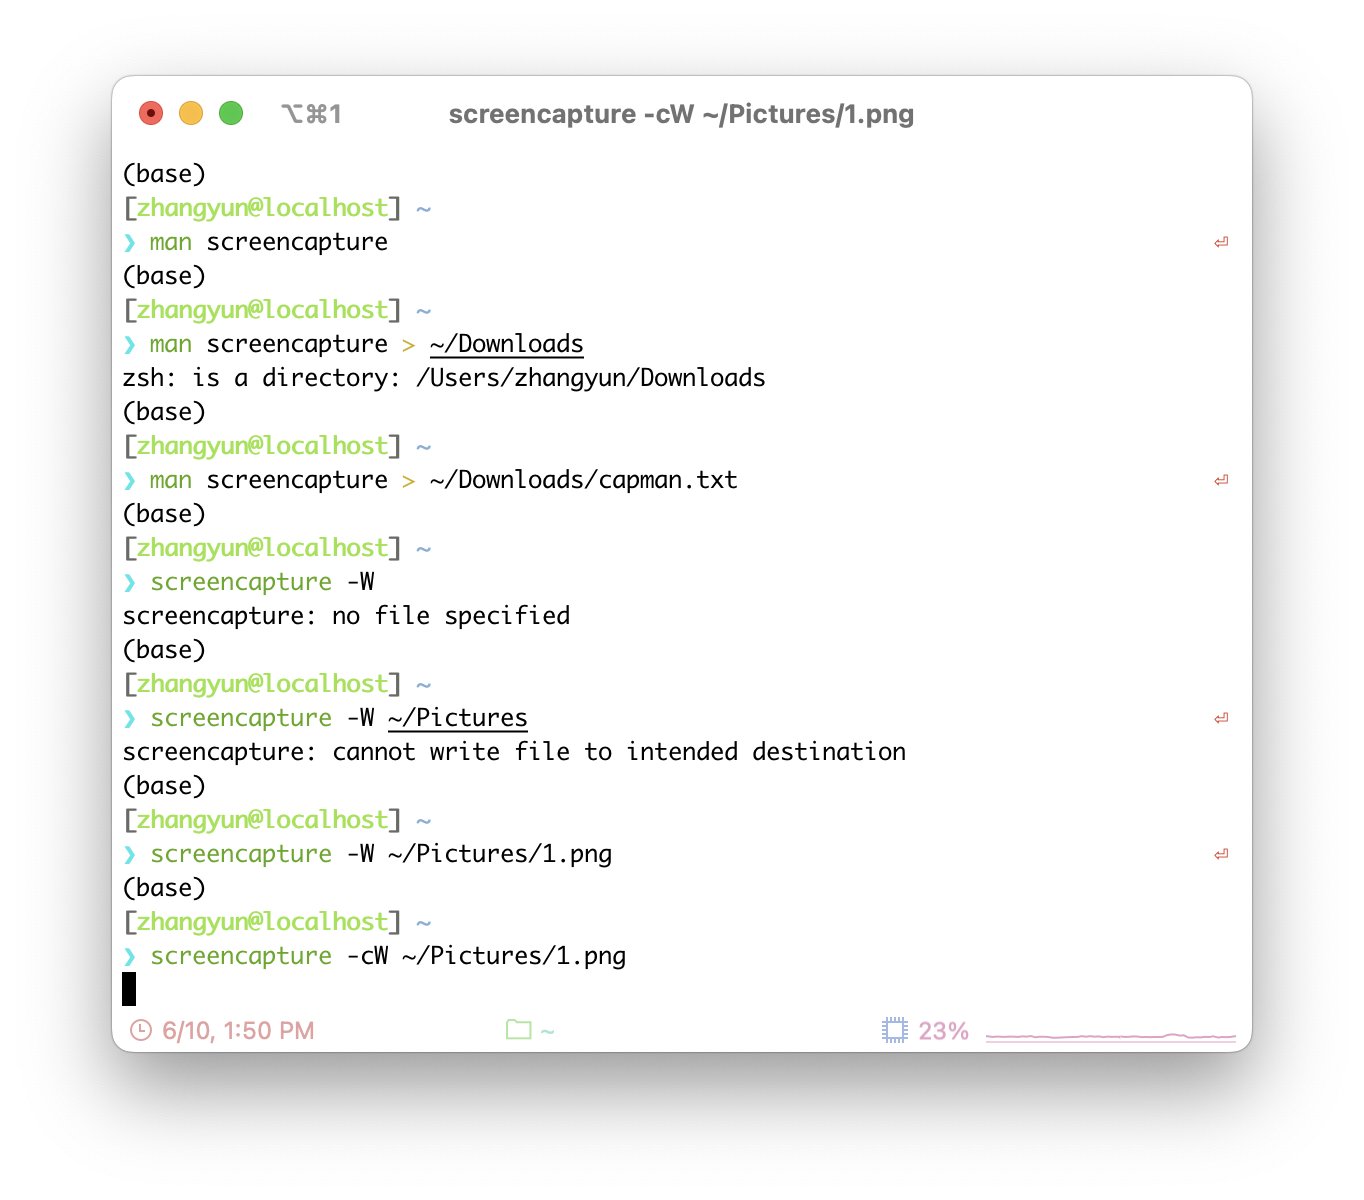 ⌥⌘1 screencapture -cW ~/Pictures/1.png
(base)
[zhangyun@localhost] ~
❯ man screencapture ⏎
(base)
[zhangyun@localhost] ~
❯ man screencapture > ~/Downloads
zsh: is a directory: /Users/zhangyun/Downloads
(base)
[zhangyun@localhost] ~
❯ man screencapture > ~/Downloads/capman.txt ⏎
(base)
[zhangyun@localhost] ~
❯ screencapture -W
screencapture: no file specified
(base)
[zhangyun@localhost] ~
❯ screencapture -W ~/Pictures ⏎
screencapture: cannot write file to intended destination
(base)
[zhangyun@localhost] ~
❯ screencapture -W ~/Pictures/1.png ⏎
(base)
[zhangyun@localhost] ~
❯ screencapture -cW ~/Pictures/1.png
6/10, 1:50 PM ~ 23%